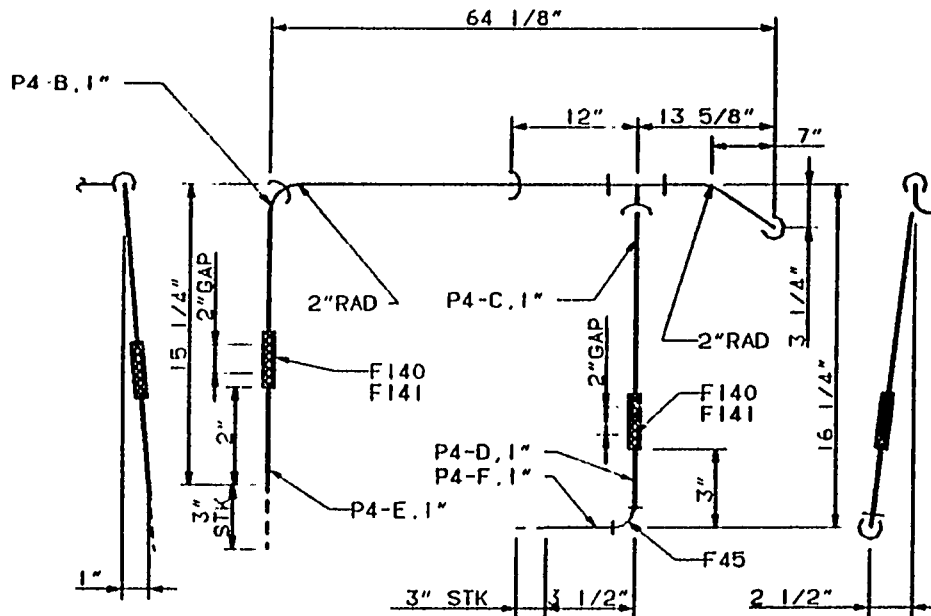 64 1/8"
P4-B,1"
12"
13 5/8"
7"
15 1/4"
2"GAP
2"RAD
P4-C,1"
2"RAD
3 1/4"
16 1/4"
F140
F141
2"GAP
F140
F141
2"
P4-D,1"
P4-F,1"
3"
3"
STK
P4-E,1"
F45
1"
3" STK
3 1/2"
2 1/2"